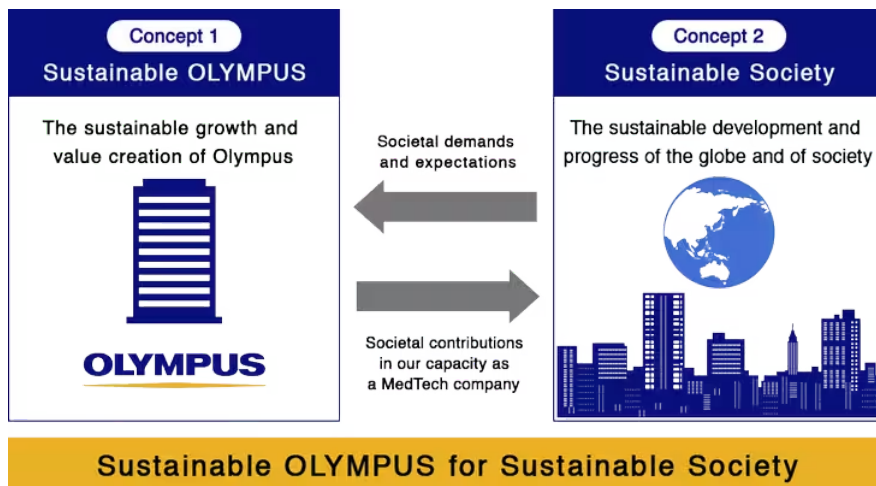 Concept 1
Sustainable OLYMPUS
The sustainable growth and
value creation of Olympus
OLYMPUS
Societal demands
and expectations
Societal contributions
in our capacity as
a MedTech company
Concept 2
Sustainable Society
The sustainable development and
progress of the globe and of society
Sustainable OLYMPUS for Sustainable Society